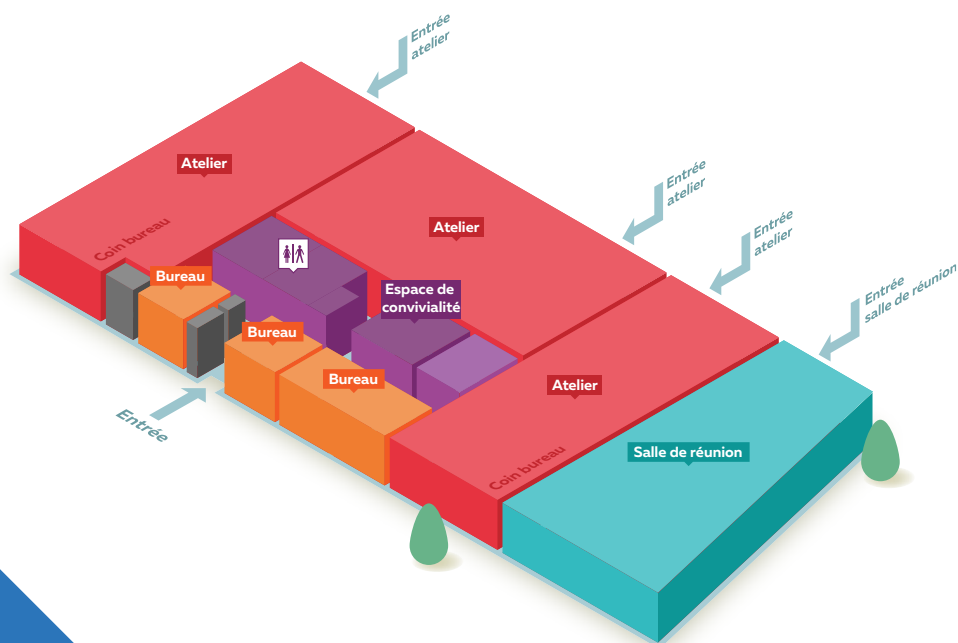 Entrée
atelier
Atelier
Entrée
atelier
Entrée
atelier
Atelier
Coin bureau
Entrée
salle de réunion
Bureau
Espace de
convivialité
Bureau
Bureau
Atelier
Entrée
Salle de réunion
Coin bureau